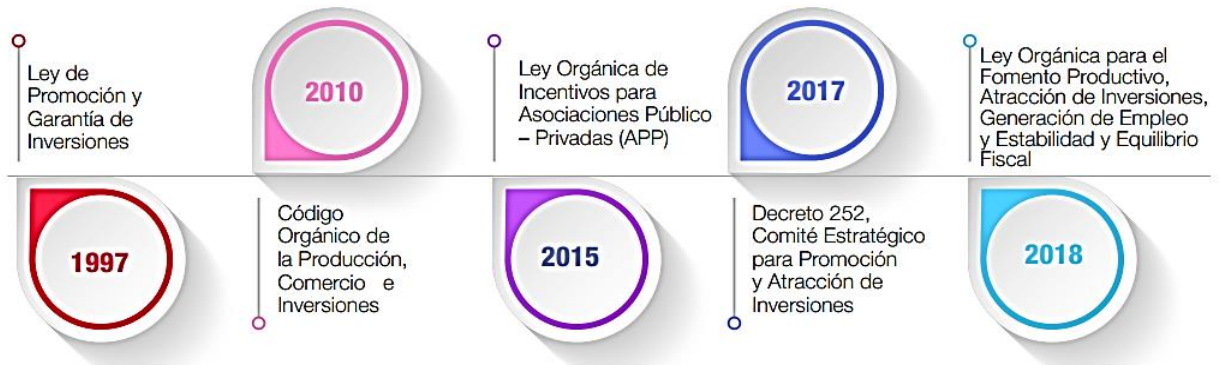 1997
Ley de
Promoción y
Garantía de
Inversiones
2010
Código
Orgánico de
la Producción,
Comercio e
Inversiones
2015
Ley Orgánica de
Incentivos para
Asociaciones Público
– Privadas (APP)
2017
Decreto 252,
Comité Estratégico
para Promoción
y Atracción de
Inversiones
2018
Ley Orgánica para el
Fomento Productivo,
Atracción de Inversiones,
Generación de Empleo
y Estabilidad y Equilibrio
Fiscal